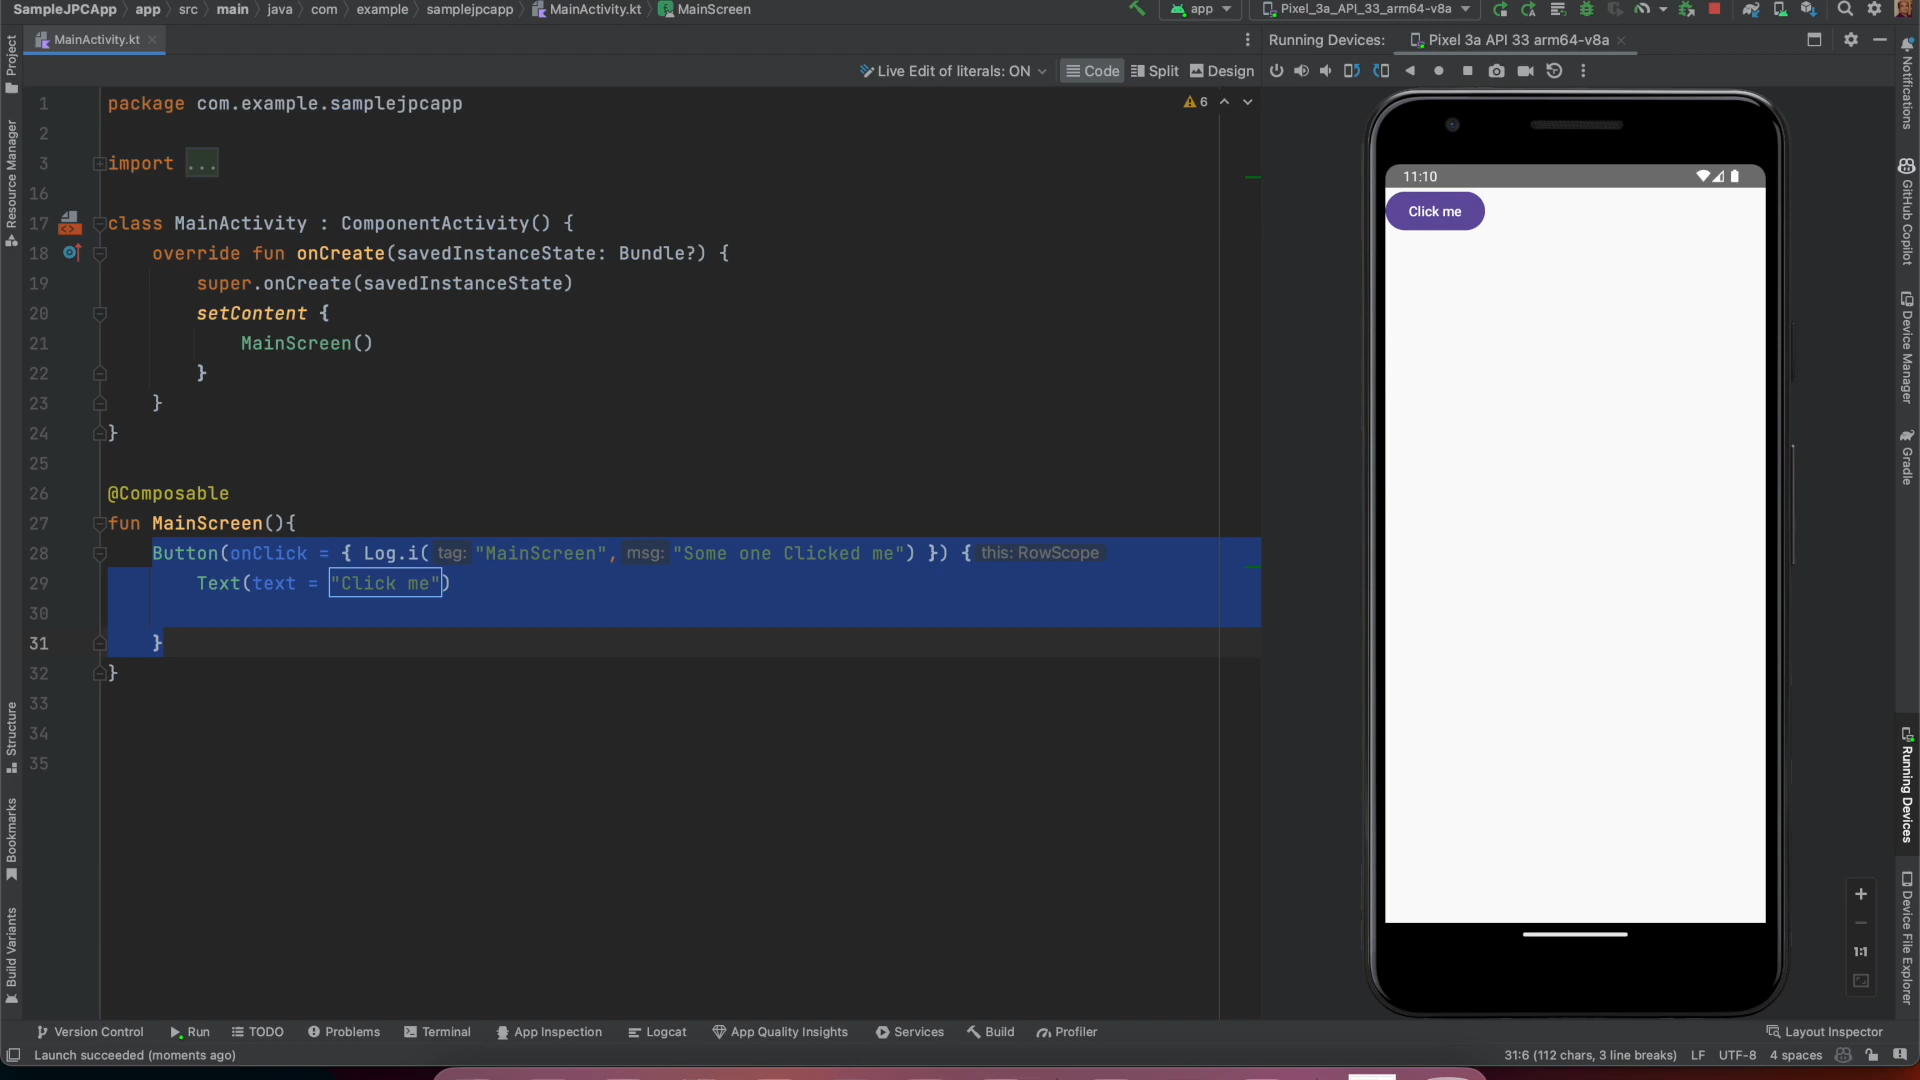 SampleJPCApp app src main java com example samplejpcapp MainActivity.kt MainScreen app Pixel_3a_API_33_arm64-v8a
MainActivity.kt Running Devices: Pixel 3a API 33 arm64-v8a
Live Edit of literals: ON Code Split Design
1 package com.example.samplejpcapp 6
2
3 import ...
16
17 class MainActivity : ComponentActivity() {
18 override fun onCreate(savedInstanceState: Bundle?) {
19 super.onCreate(savedInstanceState)
20 setContent {
21 MainScreen()
22 }
23 }
24 }
25
26 @Composable
27 fun MainScreen(){
28 Button(onClick = { Log.i( tag: "MainScreen", msg: "Some one Clicked me") }) { this: RowScope
29 Text(text = "Click me")
30
31 }
32 }
33
34
35
11:10
Click me
1:1
Project
Resource Manager
Structure
Bookmarks
Build Variants
Notifications
GitHub Copilot
Device Manager
Gradle
Running Devices
Device File Explorer
Version Control Run TODO Problems Terminal App Inspection Logcat App Quality Insights Services Build Profiler Layout Inspector
Launch succeeded (moments ago) 31:6 (112 chars, 3 line breaks) LF UTF-8 4 spaces